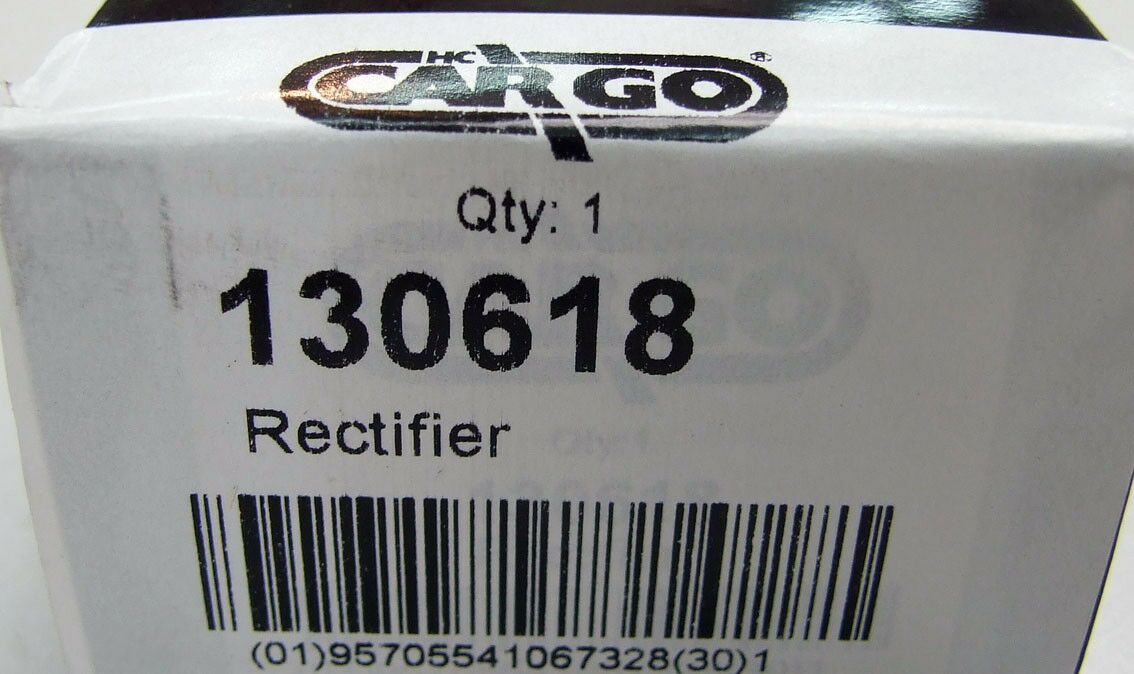 HC
CARGO®
Qty: 1
130618
Rectifier
(01)95705541067328(30)1